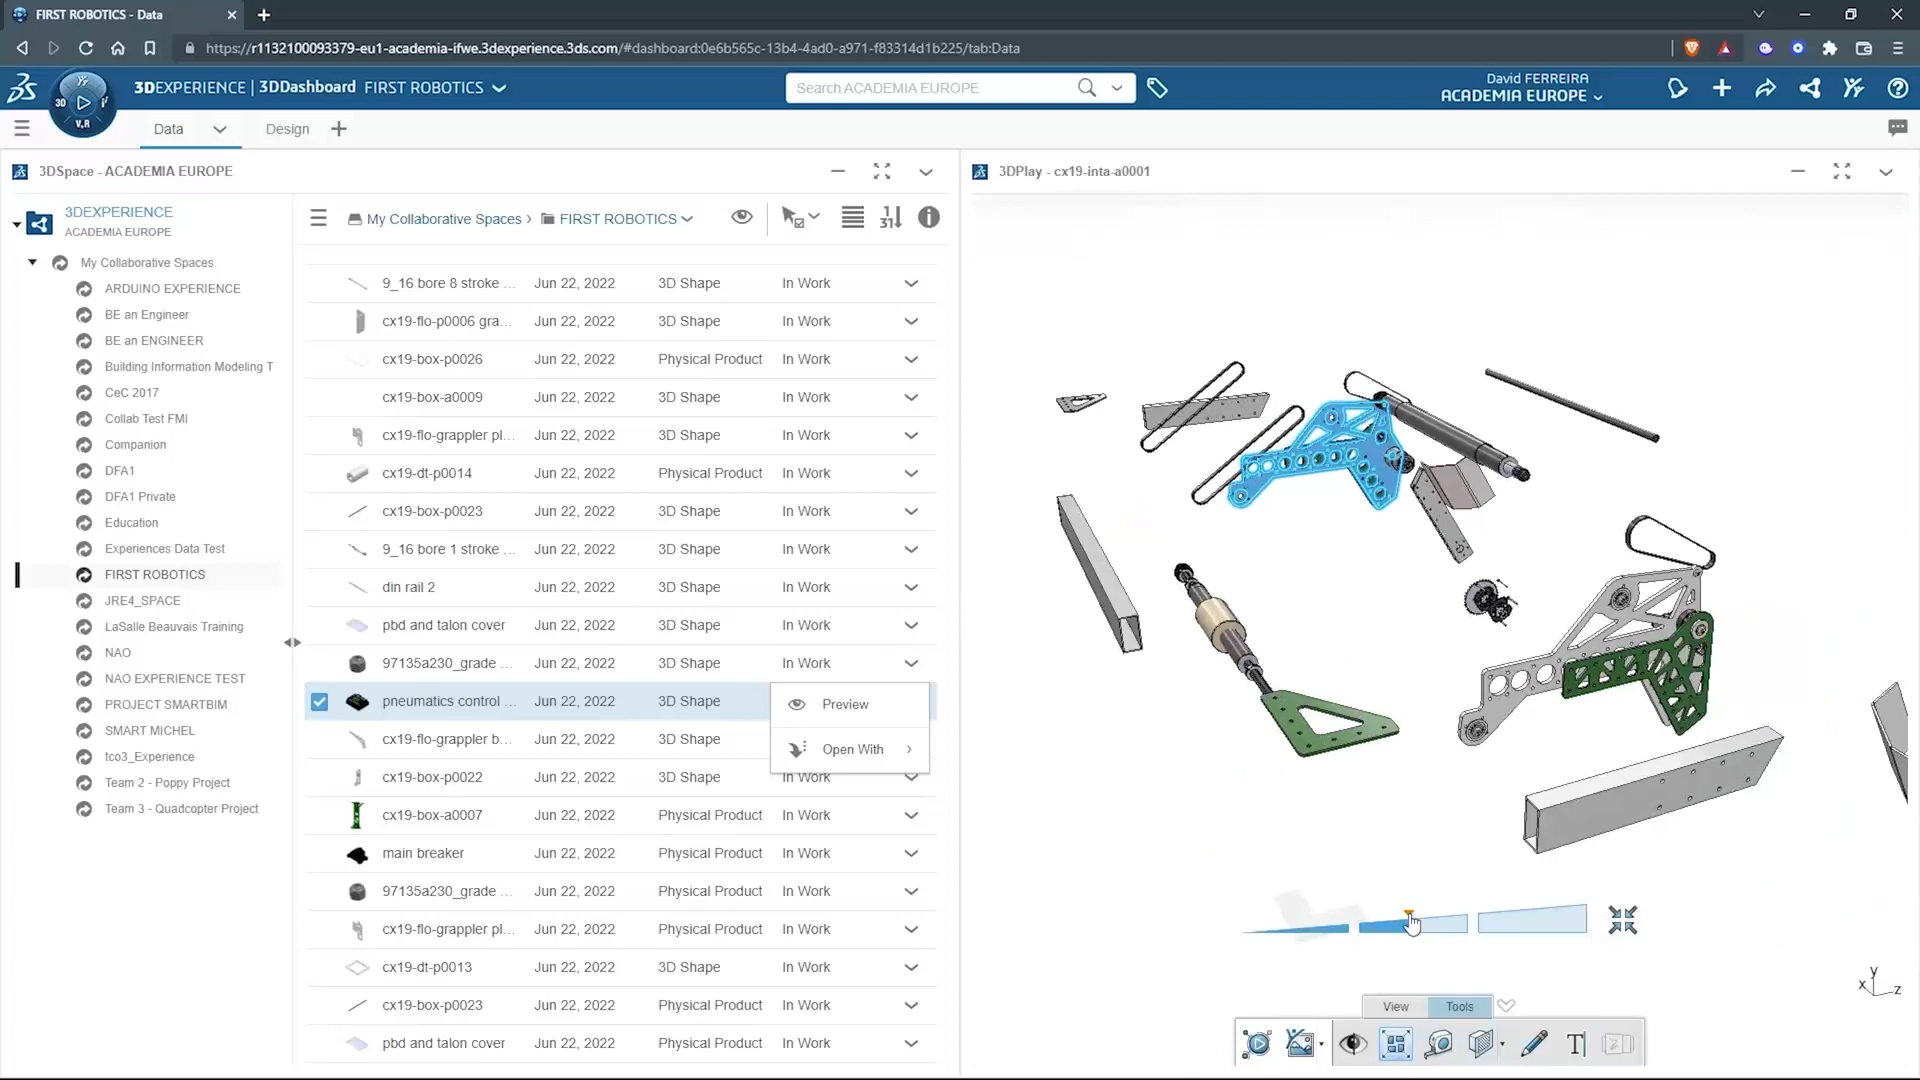 FIRST ROBOTICS - Data
https://r1132100093379-eu1-academia-ifwe.3dexperience.3ds.com/#dashboard:0e6b565c-13b4-4ad0-a971-f83314d1b225/tab:Data
3D
V.R
3DEXPERIENCE | 3DDashboard FIRST ROBOTICS
Search ACADEMIA EUROPE
David FERREIRA
ACADEMIA EUROPE
Data
Design
3DSpace - ACADEMIA EUROPE
3DPlay - cx19-inta-a0001
3DEXPERIENCE
ACADEMIA EUROPE
My Collaborative Spaces
ARDUINO EXPERIENCE
BE an Engineer
BE an ENGINEER
Building Information Modeling T
CeC 2017
Collab Test FMI
Companion
DFA1
DFA1 Private
Education
Experiences Data Test
FIRST ROBOTICS
JRE4_SPACE
LaSalle Beauvais Training
NAO
NAO EXPERIENCE TEST
PROJECT SMARTBIM
SMART MICHEL
tco3_Experience
Team 2 - Poppy Project
Team 3 - Quadcopter Project
My Collaborative Spaces › FIRST ROBOTICS
9_16 bore 8 stroke ... Jun 22, 2022 3D Shape In Work
cx19-flo-p0006 gra... Jun 22, 2022 3D Shape In Work
cx19-box-p0026 Jun 22, 2022 Physical Product In Work
cx19-box-a0009 Jun 22, 2022 3D Shape In Work
cx19-flo-grappler pl... Jun 22, 2022 3D Shape In Work
cx19-dt-p0014 Jun 22, 2022 Physical Product In Work
cx19-box-p0023 Jun 22, 2022 3D Shape In Work
9_16 bore 1 stroke ... Jun 22, 2022 3D Shape In Work
din rail 2 Jun 22, 2022 3D Shape In Work
pbd and talon cover Jun 22, 2022 3D Shape In Work
97135a230_grade ... Jun 22, 2022 3D Shape In Work
pneumatics control ... Jun 22, 2022 3D Shape
Preview
cx19-flo-grappler b... Jun 22, 2022 3D Shape
Open With
cx19-box-p0022 Jun 22, 2022 3D Shape In Work
cx19-box-a0007 Jun 22, 2022 Physical Product In Work
main breaker Jun 22, 2022 Physical Product In Work
97135a230_grade ... Jun 22, 2022 Physical Product In Work
cx19-flo-grappler pl... Jun 22, 2022 Physical Product In Work
cx19-dt-p0013 Jun 22, 2022 3D Shape In Work
cx19-box-p0023 Jun 22, 2022 Physical Product In Work
pbd and talon cover Jun 22, 2022 Physical Product In Work
y
x z
View
Tools